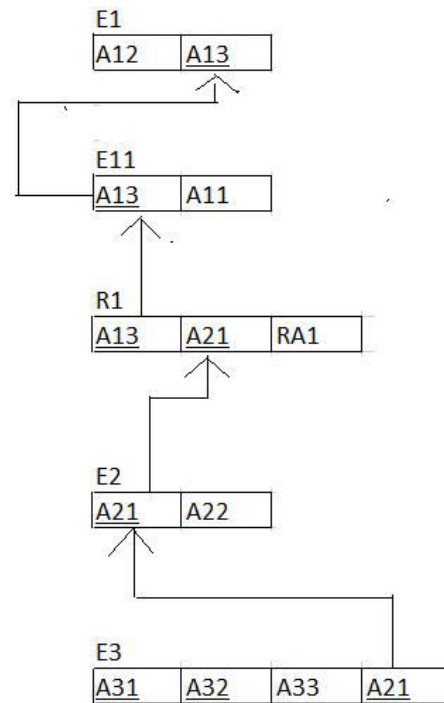 E1
A12 A13
E11
A13 A11
R1
A13 A21 RA1
E2
A21 A22
E3
A31 A32 A33 A21